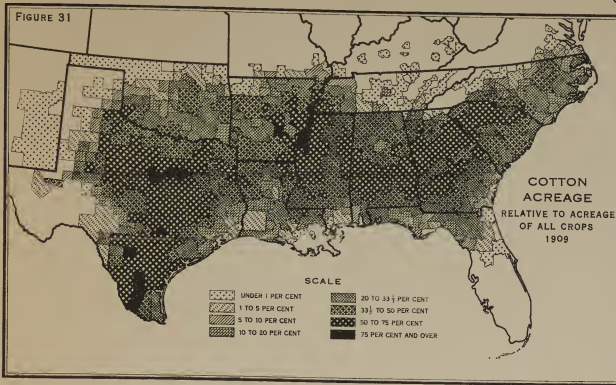 FIGURE 31
COTTON
ACREAGE
RELATIVE TO ACREAGE
OF ALL CROPS
1909
SCALE
UNDER 1 PER CENT
1 TO 5 PER CENT
5 TO 10 PER CENT
10 TO 20 PER CENT
20 TO 33⅓ PER CENT
33⅓ TO 50 PER CENT
50 TO 75 PER CENT
75 PER CENT AND OVER